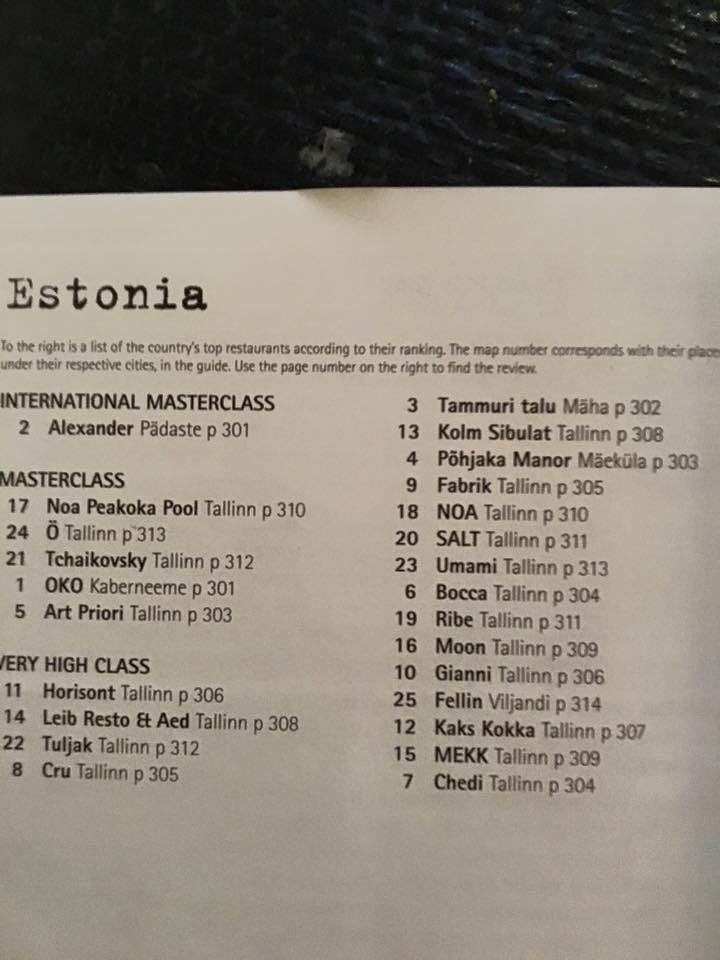 Estonia
To the right is a list of the country's top restaurants according to their ranking. The map number corresponds with their
under their respective cities, in the guide. Use the page number on the right to find the review.
INTERNATIONAL MASTERCLASS
2 Alexander Pädaste p 301
MASTERCLASS
17 Noa Peakoka Pool Tallinn p 310
24 Ö Tallinn p 313
21 Tchaikovsky Tallinn p 312
1 OKO Kaberneeme p 301
5 Art Priori Tallinn p 303
VERY HIGH CLASS
11 Horisont Tallinn p 306
14 Leib Resto & Aed Tallinn p 308
22 Tuljak Tallinn p 312
8 Cru Tallinn p 305
3 Tammuri talu Mäha p 302
13 Kolm Sibulat Tallinn p 308
4 Põhjaka Manor Mäeküla p 303
9 Fabrik Tallinn p 305
18 NOA Tallinn p 310
20 SALT Tallinn p 311
23 Umami Tallinn p 313
6 Bocca Tallinn p 304
19 Ribe Tallinn p 311
16 Moon Tallinn p 309
10 Gianni Tallinn p 306
25 Fellin Viljandi p 314
12 Kaks Kokka Tallinn p 307
15 MEKK Tallinn p 309
7 Chedi Tallinn p 304